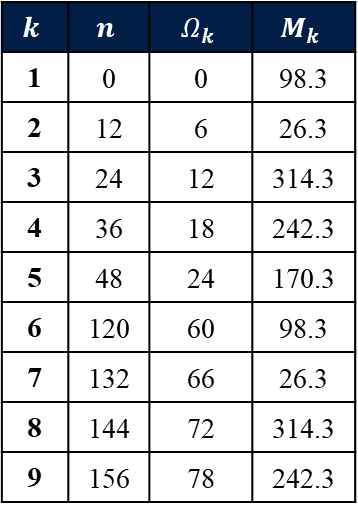 k n Ωk Mk
1 0 0 98.3
2 12 6 26.3
3 24 12 314.3
4 36 18 242.3
5 48 24 170.3
6 120 60 98.3
7 132 66 26.3
8 144 72 314.3
9 156 78 242.3